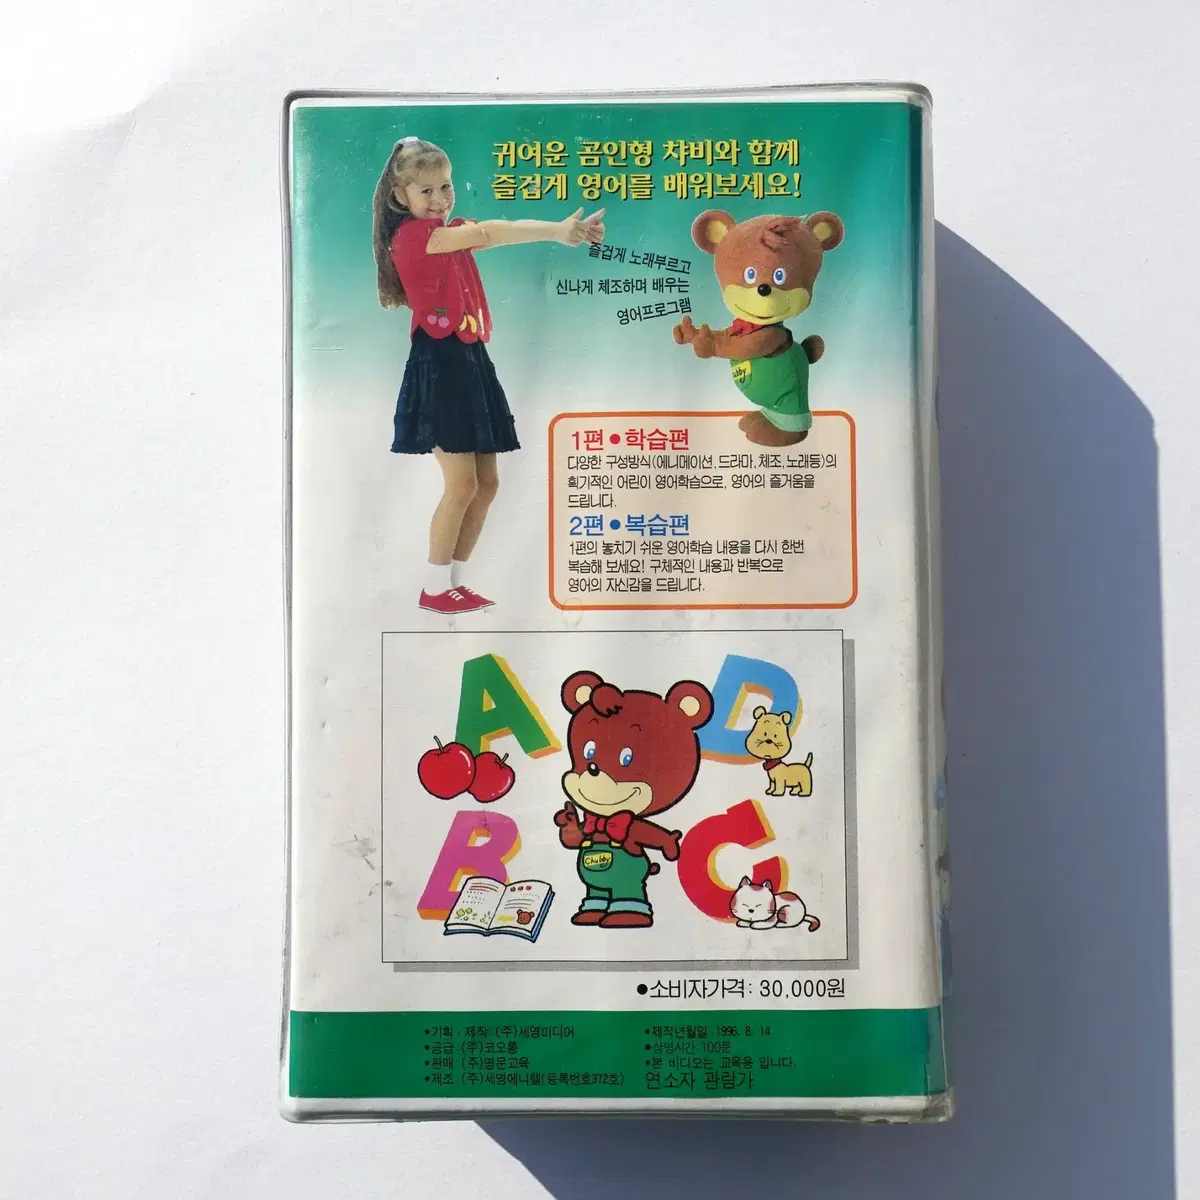 귀여운 곰인형 챠비와 함께
즐겁게 영어를 배워보세요!
즐겁게 노래부르고
신나게 체조하며 배우는
영어프로그램
ubby
1편 • 학습편
다양한 구성방식(에니메이션, 드라마, 체조, 노래등)의
획기적인 어린이 영어학습으로, 영어의 즐거움을
드립니다.
2편 • 복습편
1편의 놓치기 쉬운 영어학습 내용을 다시 한번
복습해 보세요! 구체적인 내용과 반복으로
영어의 자신감을 드립니다.
A
D
B
C
Chubby
•소비자가격: 30,000원
•기획 · 제작 : (주)세영미디어
•공급 : (주)코오롱
•판매 : (주)명문교육
•제조 : (주)세영에니텔(등록번호372호)
•제작년월일 1996. 8. 14
•상영시간: 100분
•본 비디오는 교육용 입니다.
연소자 관람가